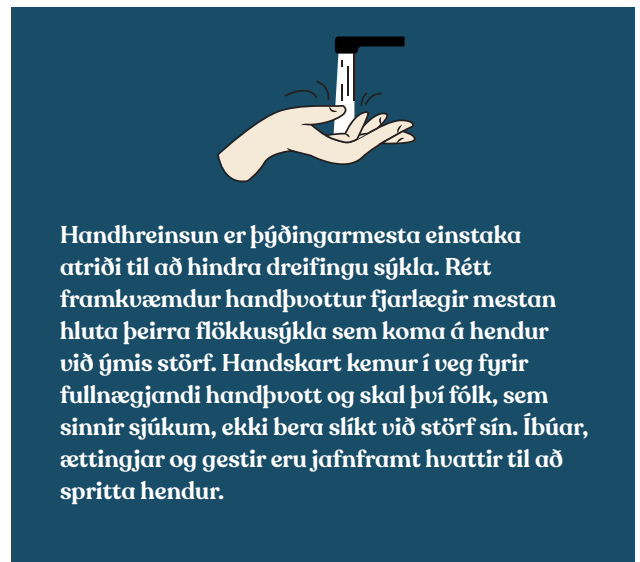 Handhreinsun er þýðingarmesta einstaka
atriði til að hindra dreifingu sýkla. Rétt
framkvæmdur handþvottur fjarlægir mestan
hluta þeirra flökkusýkla sem koma á hendur
við ýmis störf. Handskart kemur í veg fyrir
fullnægjandi handþvott og skal því fólk, sem
sinnir sjúkum, ekki bera slíkt við störf sín. Íbúar,
ættingjar og gestir eru jafnframt hvattir til að
spritta hendur.